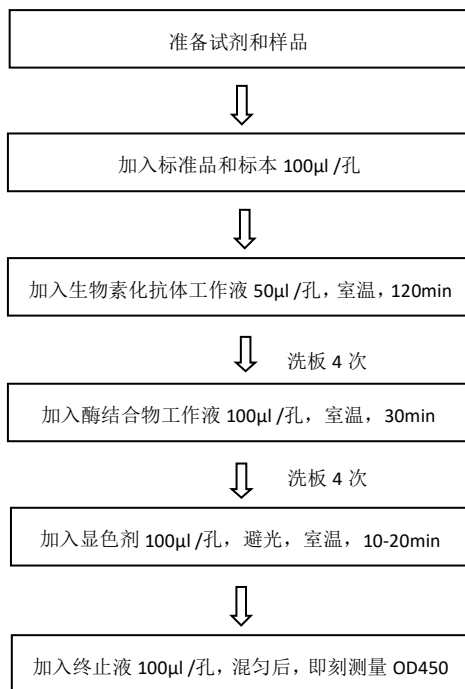 准备试剂和样品
加入标准品和标本 100μl /孔
加入生物素化抗体工作液 50μl /孔，室温，120min
洗板 4 次
加入酶结合物工作液 100μl /孔，室温，30min
洗板 4 次
加入显色剂 100μl /孔，避光，室温，10-20min
加入终止液 100μl /孔，混匀后，即刻测量 OD450